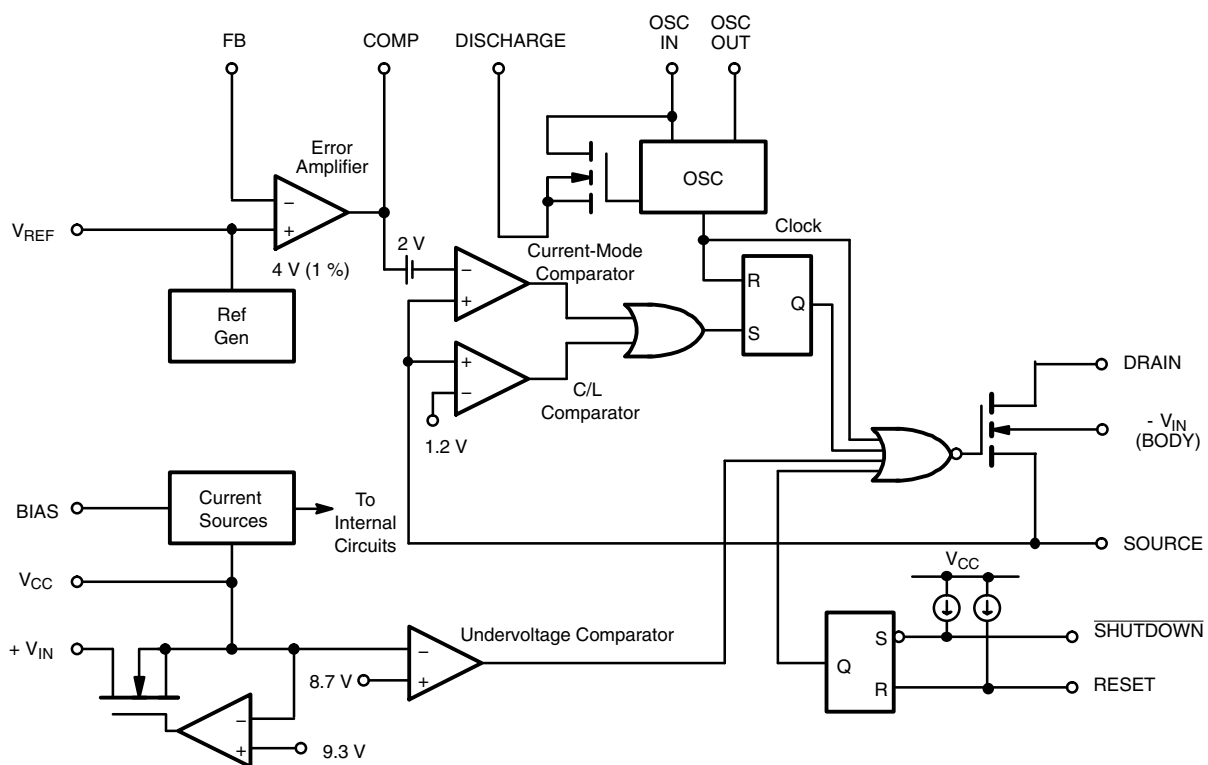 FB
COMP
DISCHARGE
OSC
IN
OSC
OUT
Error
Amplifier
OSC
−
+
VREF
4 V (1 %)
Ref
Gen
2 V
Current-Mode
Comparator
Clock
−
+
R
Q
S
+
−
C/L
Comparator
1.2 V
DRAIN
- VIN
(BODY)
BIAS
Current
Sources
To
Internal
Circuits
SOURCE
VCC
VCC
+ VIN
Undervoltage Comparator
−
+
8.7 V
S
Q
R
SHUTDOWN
RESET
−
+
9.3 V